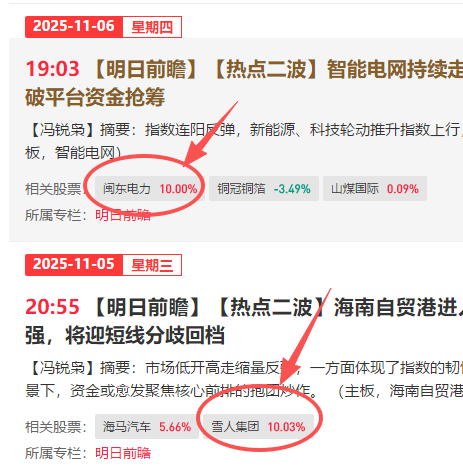 2025-11-06 星期四
19:03 【明日前瞻】【热点二波】智能电网持续走
破平台资金抢筹
【冯锐枭】摘要：指数连阳反弹，新能源、科技轮动推升指数上行，
板，智能电网）
相关股票： 闽东电力 10.00% 铜冠铜箔 -3.49% 山煤国际 0.09%
所属专栏：明日前瞻
2025-11-05 星期三
20:55 【明日前瞻】【热点二波】海南自贸港进入
强，将迎短线分歧回档
【冯锐枭】摘要：市场低开高走缩量反弹，一方面体现了指数的韧
景下，资金或愈发聚焦核心前排的抱团炒作。（主板，海南自贸港
相关股票： 海马汽车 5.66% 雪人集团 10.03%
所属专栏：明日前瞻